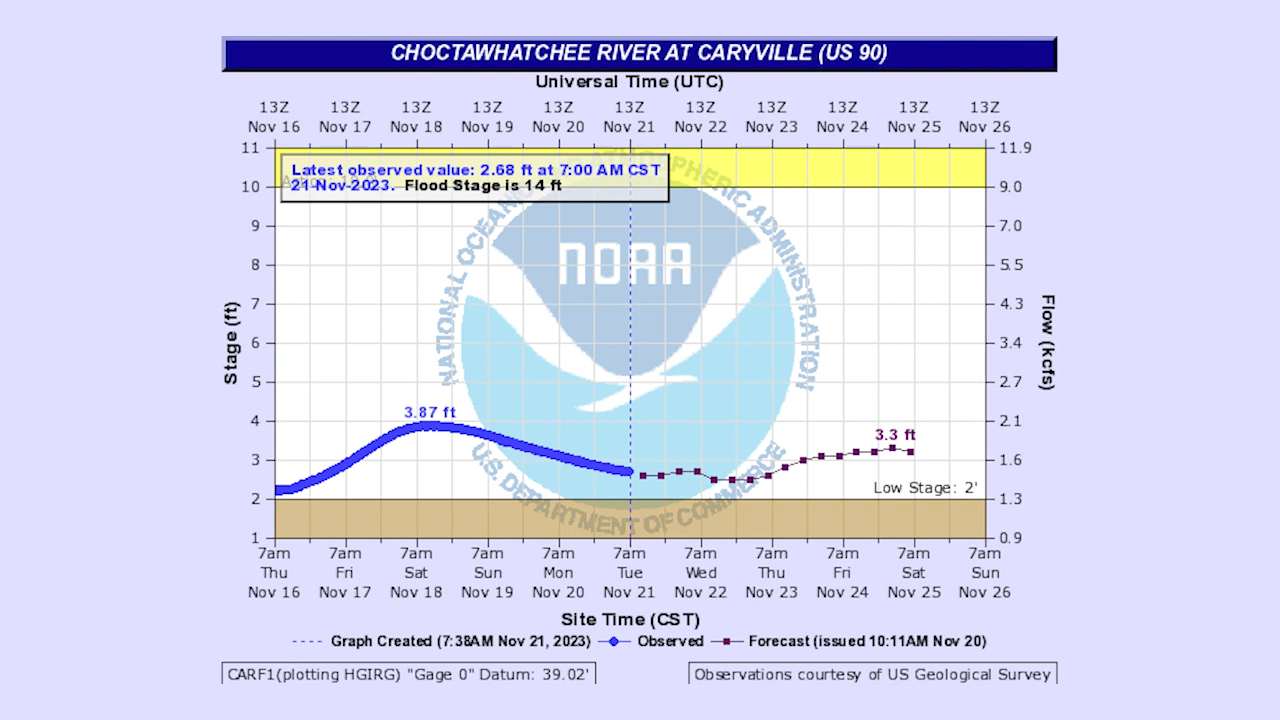 CHOCTAWHATCHEE RIVER AT CARYVILLE (US 90)
Universal Time (UTC)
13Z 13Z 13Z 13Z 13Z 13Z 13Z 13Z 13Z 13Z 13Z
Nov 16 Nov 17 Nov 18 Nov 19 Nov 20 Nov 21 Nov 22 Nov 23 Nov 24 Nov 25 Nov 26
11 11.9
Latest observed value: 2.68 ft at 7:00 AM CST
21-Nov-2023. Flood Stage is 14 ft
10 9.0
9 7.0
8 5.5
7 4.3
6 3.4
5 2.7
4 2.1
3 1.6
2 1.3
1 0.9
Stage (ft)
Flow (kcfs)
NATIONAL OCEANIC ATMOSPHERIC ADMINISTRATION
NOAA
U.S. DEPARTMENT OF COMMERCE
3.87 ft
3.3 ft
Low Stage: 2'
7am 7am 7am 7am 7am 7am 7am 7am 7am 7am 7am
Thu Fri Sat Sun Mon Tue Wed Thu Fri Sat Sun
Nov 16 Nov 17 Nov 18 Nov 19 Nov 20 Nov 21 Nov 22 Nov 23 Nov 24 Nov 25 Nov 26
Site Time (CST)
Graph Created (7:38AM Nov 21, 2023) Observed Forecast (issued 10:11AM Nov 20)
CARF1(plotting HGIRG) "Gage 0" Datum: 39.02' Observations courtesy of US Geological Survey